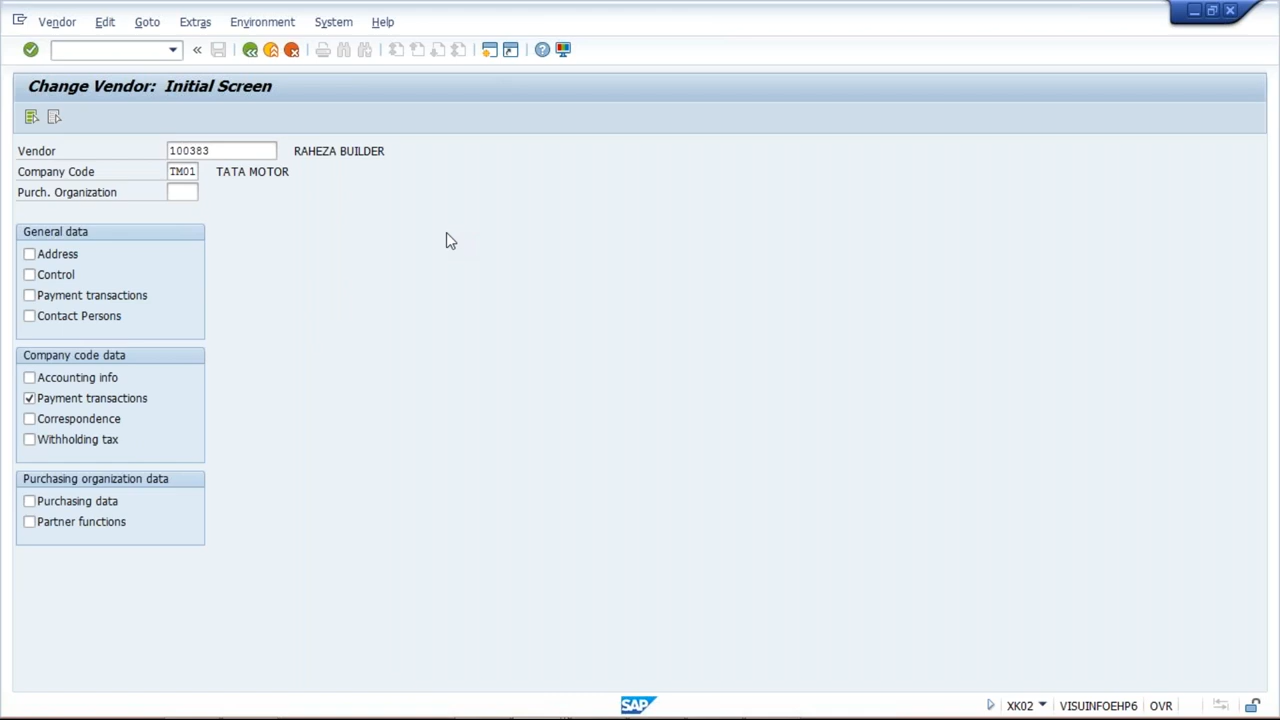 Vendor Edit Goto Extras Environment System Help
Change Vendor: Initial Screen
Vendor 100383 RAHEZA BUILDER
Company Code TM01 TATA MOTOR
Purch. Organization
General data
Address
Control
Payment transactions
Contact Persons
Company code data
Accounting info
Payment transactions
Correspondence
Withholding tax
Purchasing organization data
Purchasing data
Partner functions
SAP XK02 VISUINFOEHP6 OVR